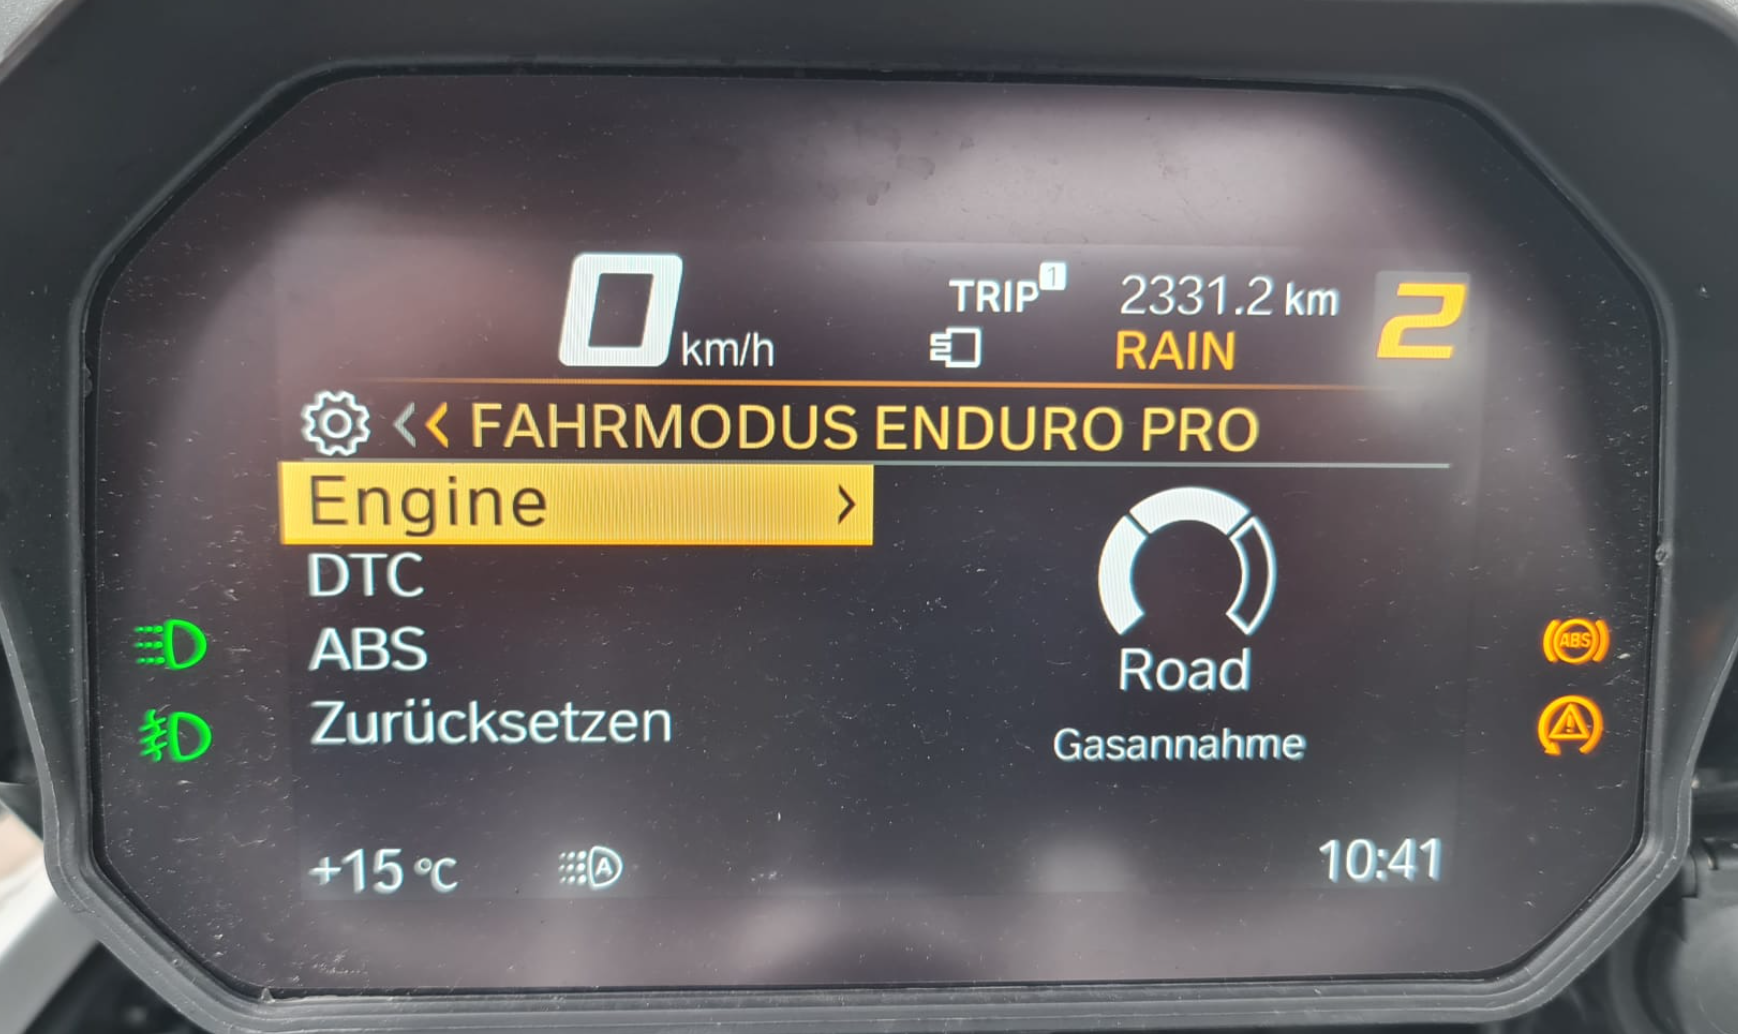 0 km/h
TRIP 1 2331.2 km
RAIN
2
< < FAHRMODUS ENDURO PRO
Engine >
DTC
ABS
Zurücksetzen
Road
Gasannahme
ABS
+15 °C
A
10:41